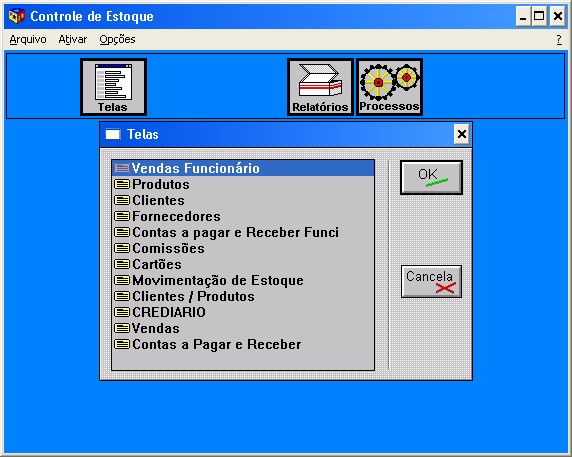 Controle de Estoque
Arquivo Ativar Opções ?
Telas Relatórios Processos
Telas
Vendas Funcionário
Produtos
Clientes
Fornecedores
Contas a pagar e Receber Funci
Comissões
Cartões
Movimentação de Estoque
Clientes / Produtos
CREDIARIO
Vendas
Contas a Pagar e Receber
OK
Cancela